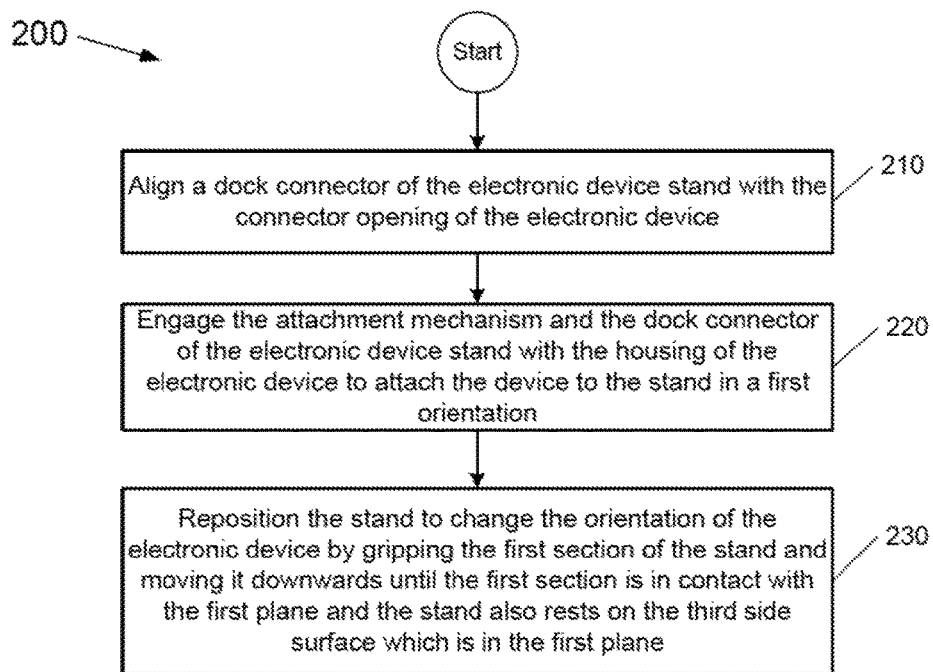 200
Start
Align a dock connector of the electronic device stand with the
connector opening of the electronic device
210
Engage the attachment mechanism and the dock connector
of the electronic device stand with the housing of the
electronic device to attach the device to the stand in a first
orientation
220
Reposition the stand to change the orientation of the
electronic device by gripping the first section of the stand and
moving it downwards until the first section is in contact with
the first plane and the stand also rests on the third side
surface which is in the first plane
230